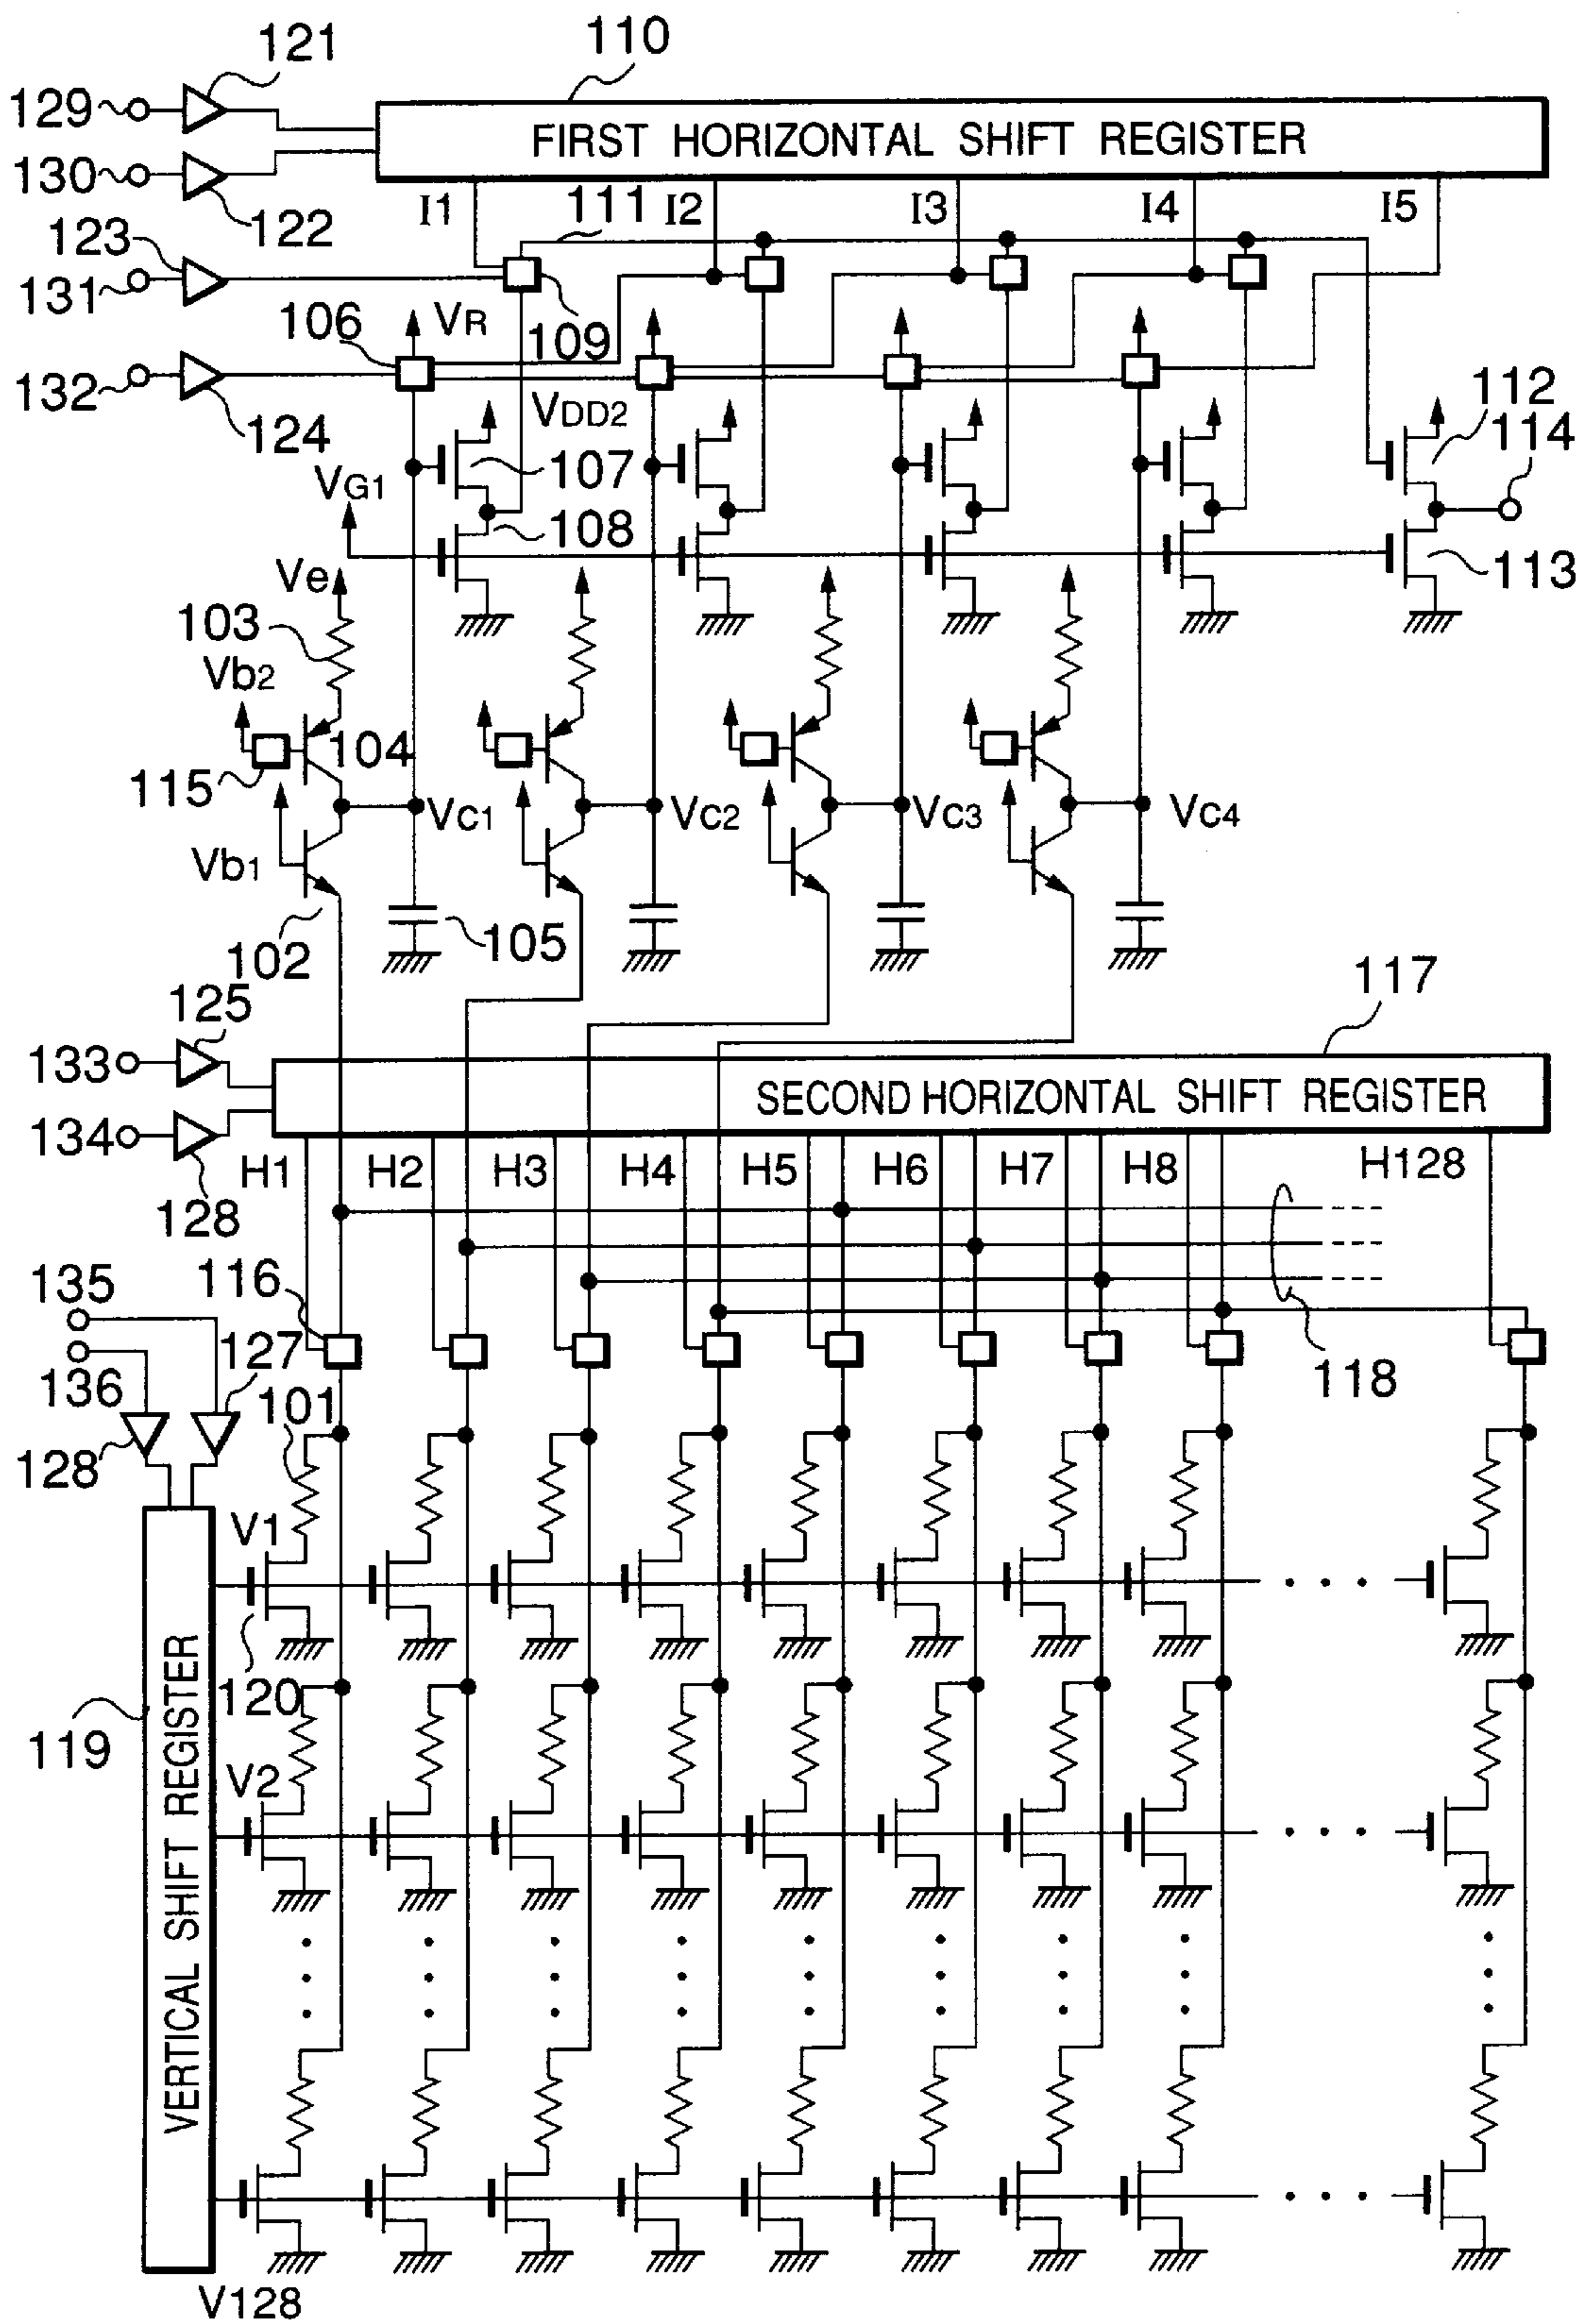 121
110
129
FIRST HORIZONTAL SHIFT REGISTER
130
122
I1
111
I2
I3
I4
I5
123
131
106
VR
109
132
124
VDD2
112
114
VG1
107
108
113
Ve
103
Vb2
104
115
VC1
VC2
VC3
VC4
Vb1
102
105
125
117
133
SECOND HORIZONTAL SHIFT REGISTER
134
H1
H2
H3
H4
H5
H6
H7
H8
H128
128
135
116
127
136
118
101
128
V1
120
119
VERTICAL SHIFT REGISTER
V2
V128